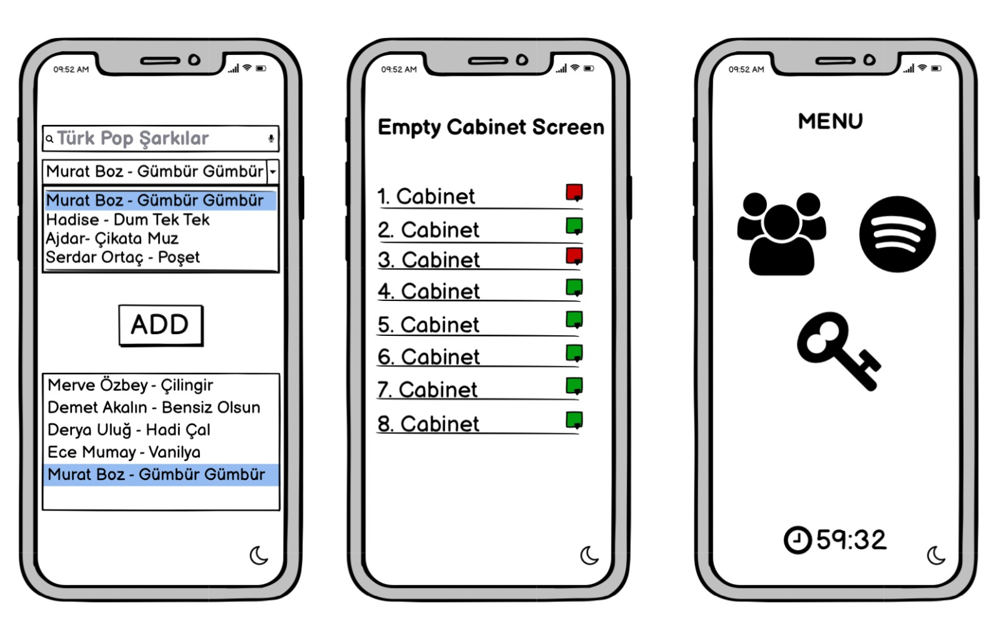 09:52 AM
Türk Pop Şarkılar
Murat Boz - Gümbür Gümbür
Murat Boz - Gümbür Gümbür
Hadise - Dum Tek Tek
Ajdar- Çikata Muz
Serdar Ortaç - Poşet
ADD
Merve Özbey - Çilingir
Demet Akalın - Bensiz Olsun
Derya Uluğ - Hadi Çal
Ece Mumay - Vanilya
Murat Boz - Gümbür Gümbür
09:52 AM
Empty Cabinet Screen
1. Cabinet
2. Cabinet
3. Cabinet
4. Cabinet
5. Cabinet
6. Cabinet
7. Cabinet
8. Cabinet
09:52 AM
MENU
59:32